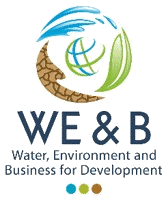 WE & B
Water, Environment and
Business for Development